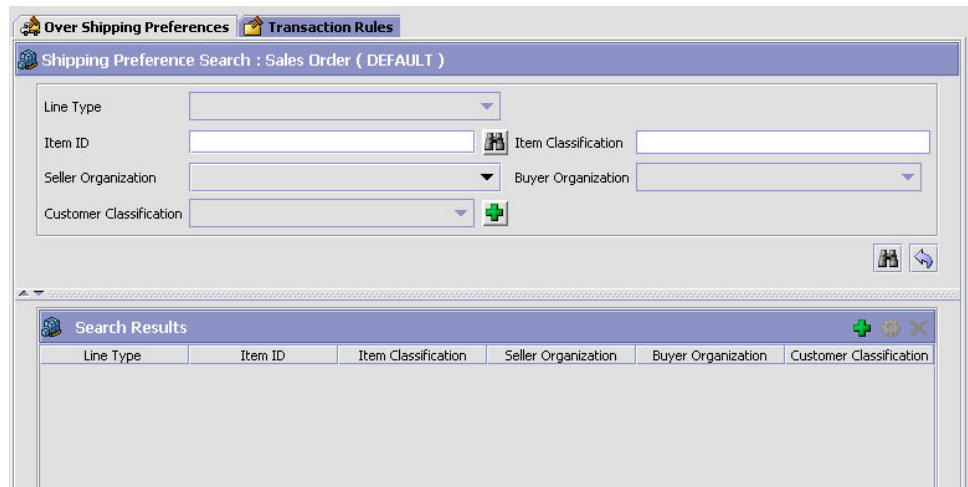 Over Shipping Preferences Transaction Rules
Shipping Preference Search : Sales Order ( DEFAULT )
Line Type
Item ID Item Classification
Seller Organization Buyer Organization
Customer Classification
Search Results
Line Type Item ID Item Classification Seller Organization Buyer Organization Customer Classification